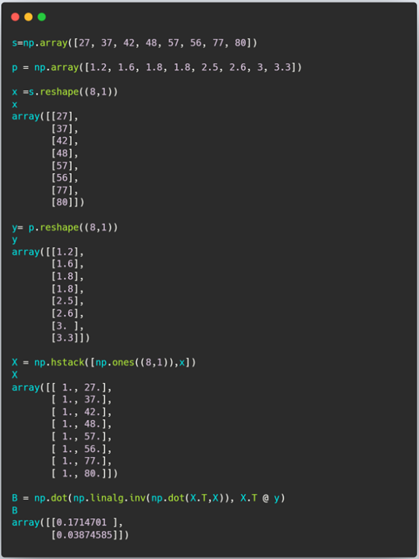 s=np.array([27, 37, 42, 48, 57, 56, 77, 80])
p = np.array([1.2, 1.6, 1.8, 1.8, 2.5, 2.6, 3, 3.3])
x =s.reshape((8,1))
x
array([[27],
[37],
[42],
[48],
[57],
[56],
[77],
[80]])
y= p.reshape((8,1))
y
array([[1.2],
[1.6],
[1.8],
[1.8],
[2.5],
[2.6],
[3. ],
[3.3]])
X = np.hstack([np.ones((8,1)),x])
X
array([[ 1., 27.],
[ 1., 37.],
[ 1., 42.],
[ 1., 48.],
[ 1., 57.],
[ 1., 56.],
[ 1., 77.],
[ 1., 80.]])
B = np.dot(np.linalg.inv(np.dot(X.T,X)), X.T @ y)
B
array([[0.1714701 ],
[0.03874585]])